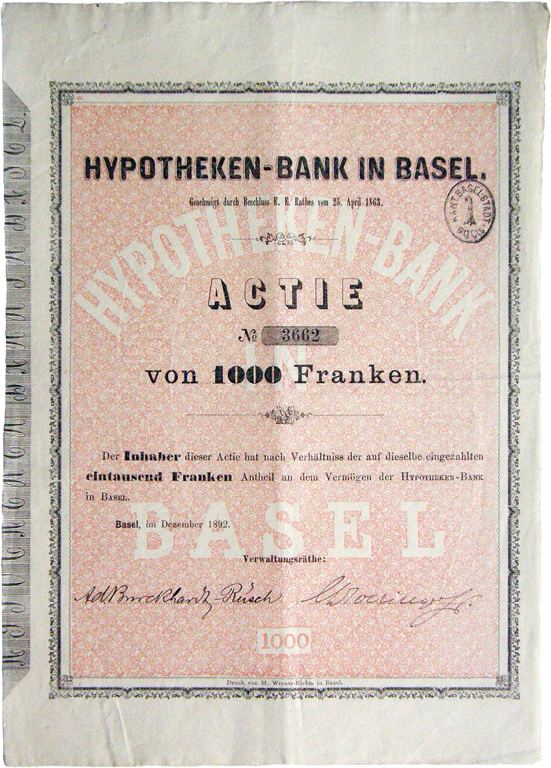 HYPOTHEKEN-BANK IN BASEL.
Genehmigt durch Beschluss E. E. Rathes vom 25. April 1863.
KANT. BASELSTADT
HYPOTHEKEN-BANK
IN
ACTIE
№ 3662
von 1000 Franken.
Der Inhaber dieser Actie hat nach Verhältniss der auf dieselbe eingezahlten
eintausend Franken Antheil an dem Vermögen der HYPOTHEKEN-BANK
in BASEL.
Basel, im Dezember 1892.
BASEL
Verwaltungsräthe:
Ad. Burckhardt-Rüsch
1000
Druck von M. Werner-Riehm in Basel.